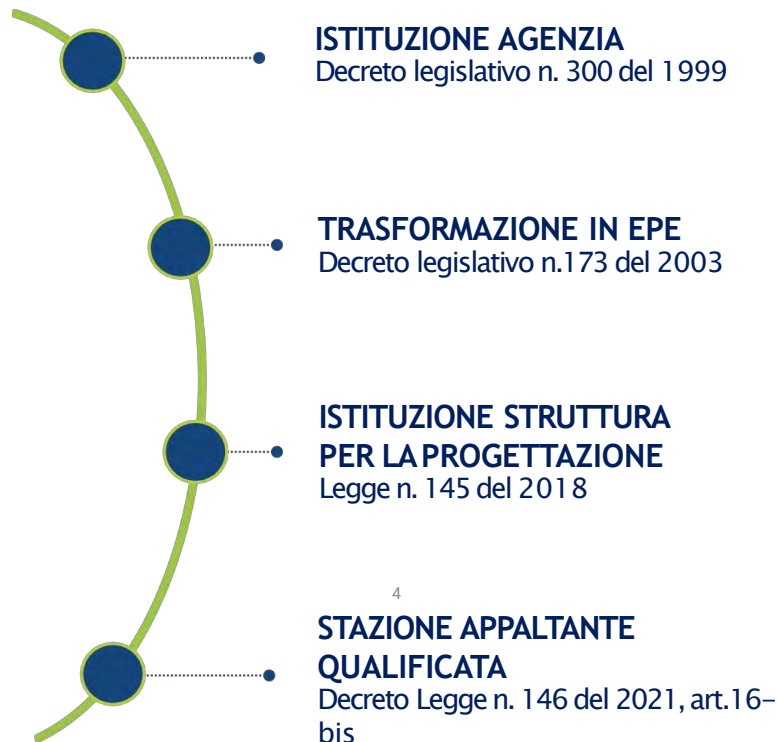 ISTITUZIONE AGENZIA
Decreto legislativo n. 300 del 1999
TRASFORMAZIONE IN EPE
Decreto legislativo n.173 del 2003
ISTITUZIONE STRUTTURA
PER LA PROGETTAZIONE
Legge n. 145 del 2018
4
STAZIONE APPALTANTE
QUALIFICATA
Decreto Legge n. 146 del 2021, art.16–
bis